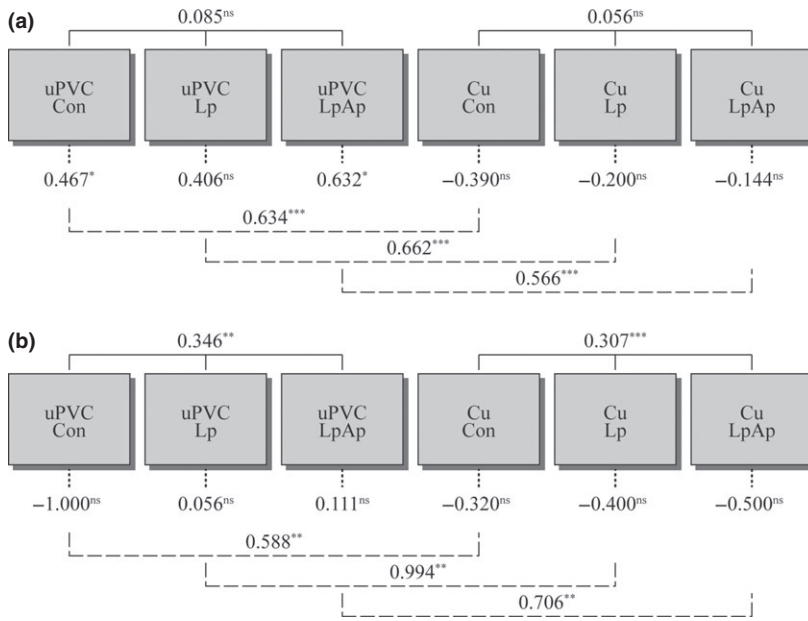 (a)
0.085ns
0.056ns
uPVC
Con
uPVC
Lp
uPVC
LpAp
Cu
Con
Cu
Lp
Cu
LpAp
0.467*
0.406ns
0.632*
−0.390ns
−0.200ns
−0.144ns
0.634***
0.662***
0.566***
(b)
0.346**
0.307***
uPVC
Con
uPVC
Lp
uPVC
LpAp
Cu
Con
Cu
Lp
Cu
LpAp
−1.000ns
0.056ns
0.111ns
−0.320ns
−0.400ns
−0.500ns
0.588**
0.994**
0.706**